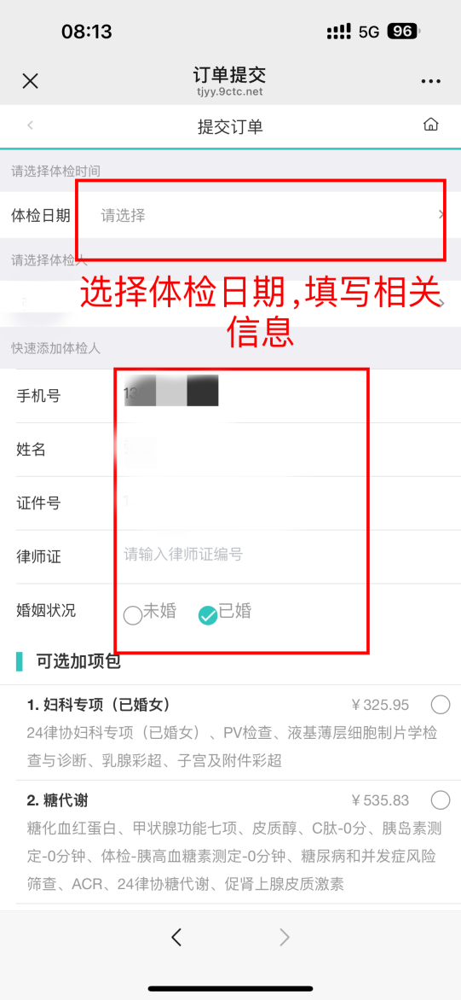 08:13
5G 96
订单提交
tjyy.9ctc.net
提交订单
请选择体检时间
体检日期 请选择
请选择体检人
选择体检日期,填写相关
信息
快速添加体检人
手机号
姓名
证件号
律师证 请输入律师证编号
婚姻状况 未婚 已婚
可选加项包
1. 妇科专项（已婚女） ￥325.95
24律协妇科专项（已婚女）、PV检查、液基薄层细胞制片学检
查与诊断、乳腺彩超、子宫及附件彩超
2. 糖代谢 ￥535.83
糖化血红蛋白、甲状腺功能七项、皮质醇、C肽-0分、胰岛素测
定-0分钟、体检-胰高血糖素测定-0分钟、糖尿病和并发症风险
筛查、ACR、24律协糖代谢、促肾上腺皮质激素